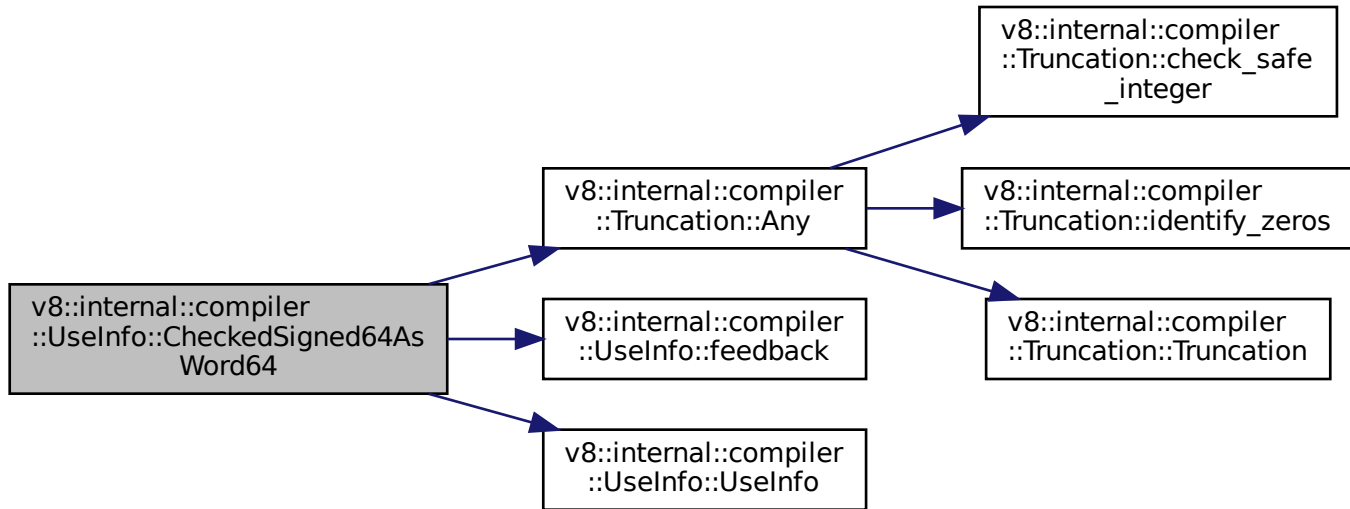 v8::internal::compiler
::UseInfo::CheckedSigned64As
Word64
v8::internal::compiler
::Truncation::Any
v8::internal::compiler
::Truncation::check_safe
_integer
v8::internal::compiler
::Truncation::identify_zeros
v8::internal::compiler
::Truncation::Truncation
v8::internal::compiler
::UseInfo::feedback
v8::internal::compiler
::UseInfo::UseInfo